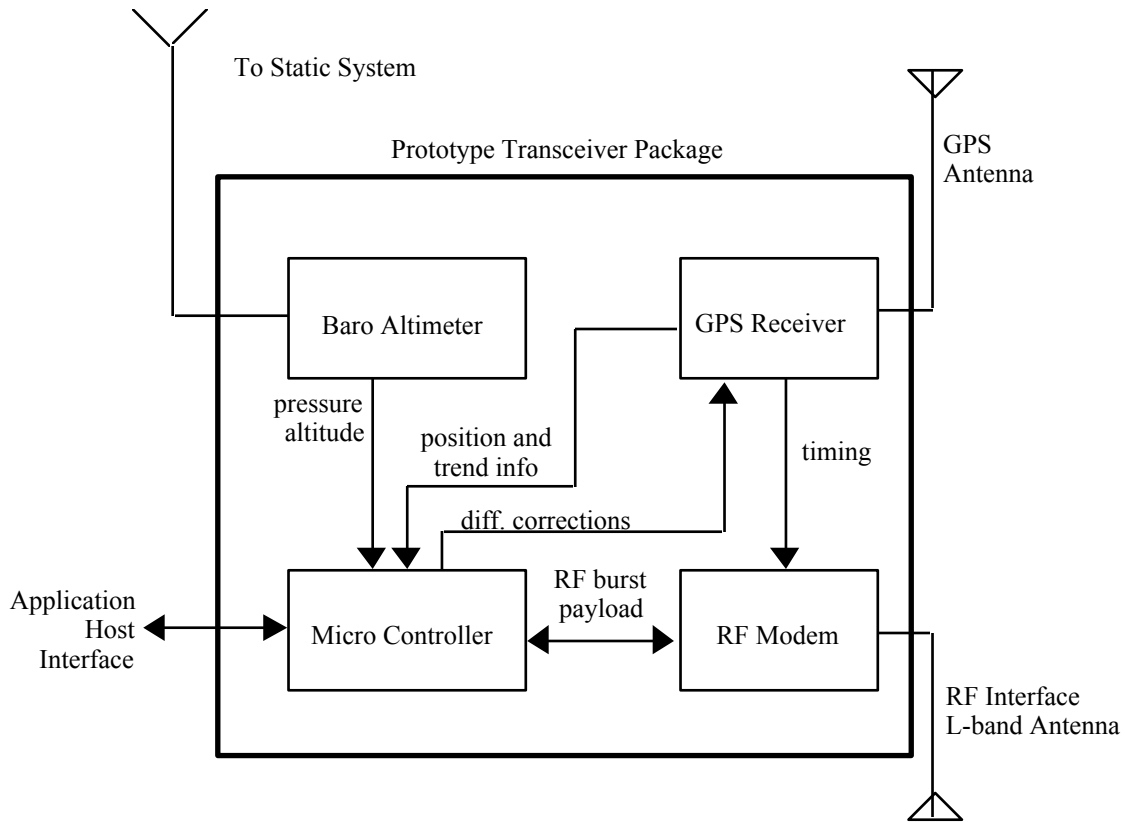 To Static System
Prototype Transceiver Package
GPS
Antenna
Baro Altimeter
GPS Receiver
pressure
altitude
position and
trend info
timing
diff. corrections
Application
Host
Interface
Micro Controller
RF burst
payload
RF Modem
RF Interface
L-band Antenna